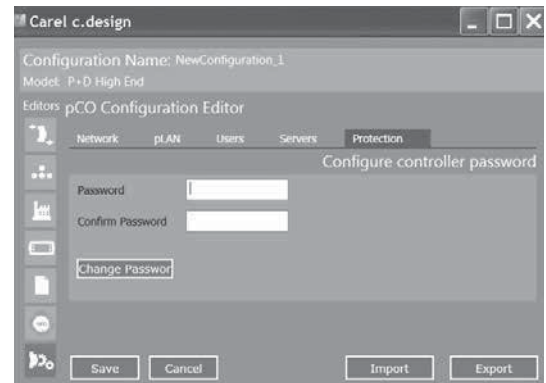 Carel c.design
Configuration Name: NewConfiguration_1
Model: P+D High End
Editors pCO Configuration Editor
Network pLAN Users Servers Protection
Configure controller password
Password
Confirm Password
Change Passwor
Save Cancel Import Export